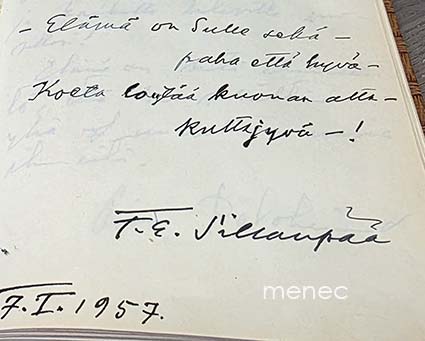 - Elämä on Sulle sekä -
paha että hyvä -
Koeta löytää kuonan alta -
kultajyvä - !
F. E. Sillanpää
menec
7. I. 1957.